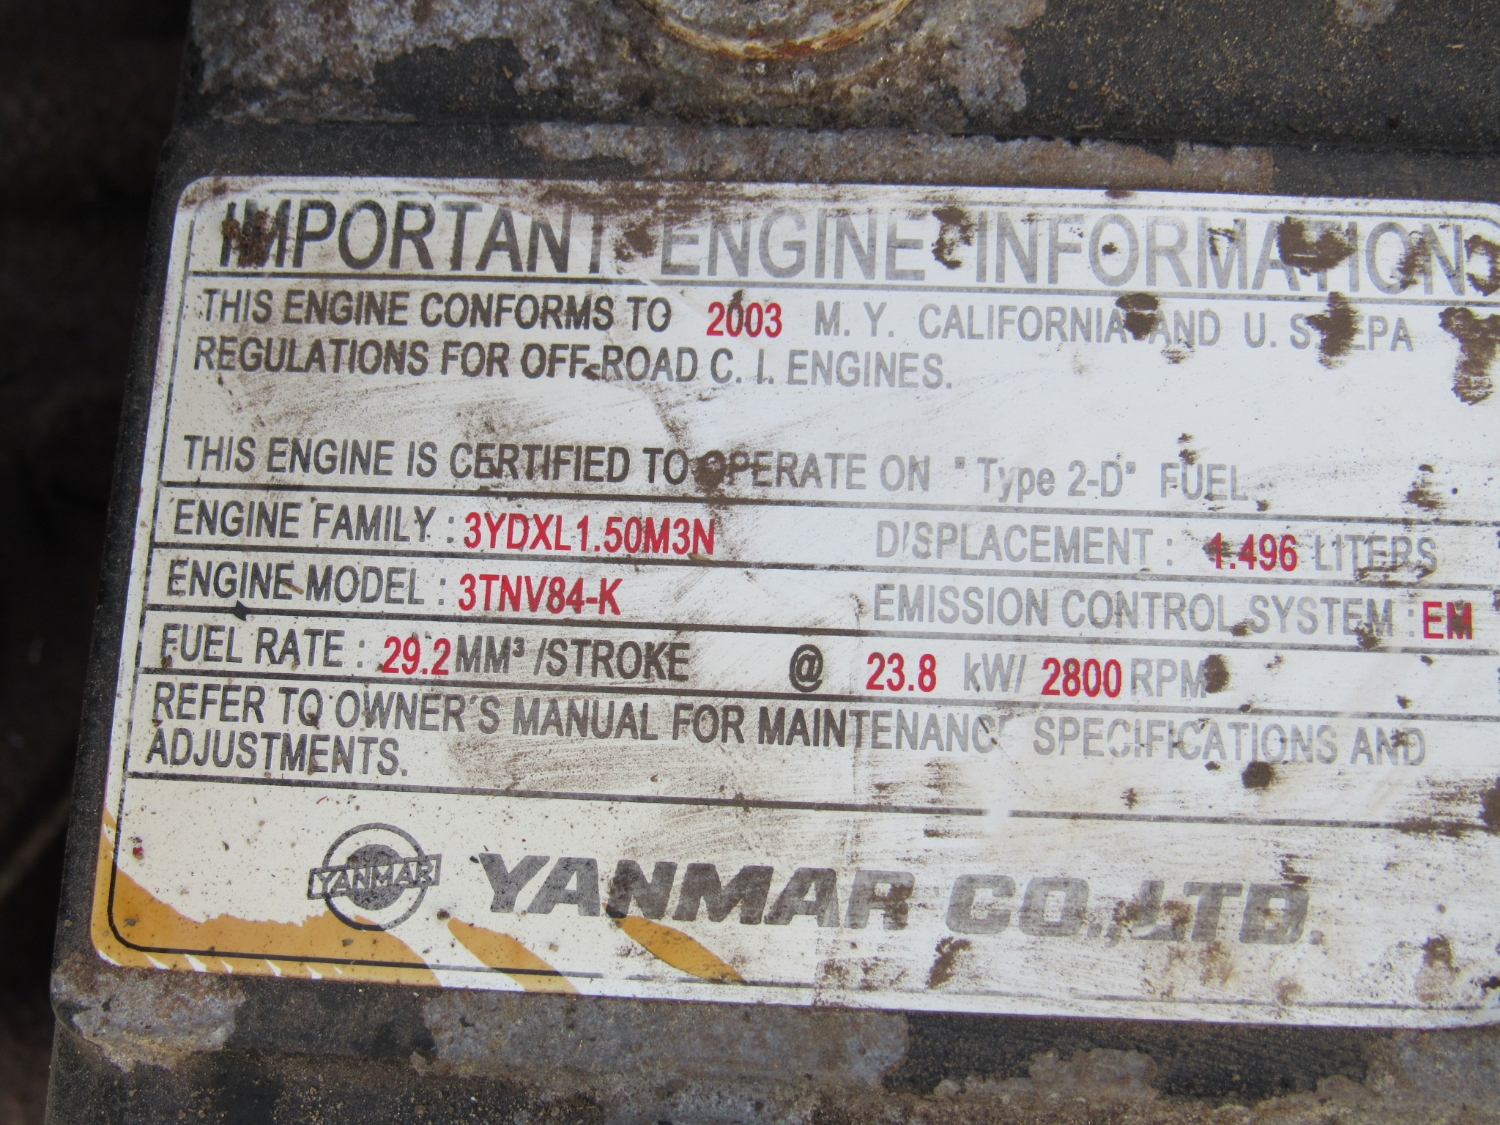 IMPORTANT ENGINE INFORMATION
THIS ENGINE CONFORMS TO 2003 M. Y. CALIFORNIA AND U. S. EPA
REGULATIONS FOR OFF-ROAD C. I. ENGINES.
THIS ENGINE IS CERTIFIED TO OPERATE ON "Type 2-D" FUEL.
ENGINE FAMILY : 3YDXL1.50M3N DISPLACEMENT : 1.496 LITERS
ENGINE MODEL : 3TNV84-K EMISSION CONTROL SYSTEM : EM
FUEL RATE : 29.2 MM³ /STROKE @ 23.8 kW/ 2800 RPM
REFER TO OWNER'S MANUAL FOR MAINTENANCE SPECIFICATIONS AND
ADJUSTMENTS.
YANMAR YANMAR CO.,LTD.